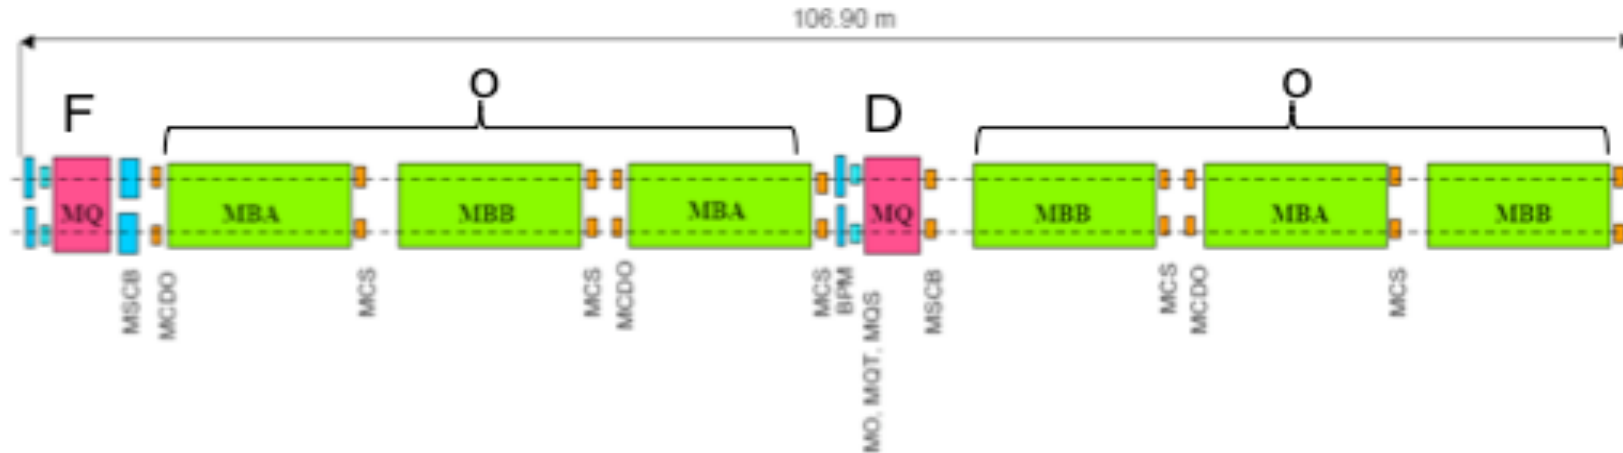 106.90 m
F
O
D
O
MQ
MBA
MBB
MBA
MQ
MBB
MBA
MBB
MSCB
MCDO
MCS
MCS
MCDO
MCS
BPM
MO, MQT, MQS
MSCB
MCS
MCDO
MCS